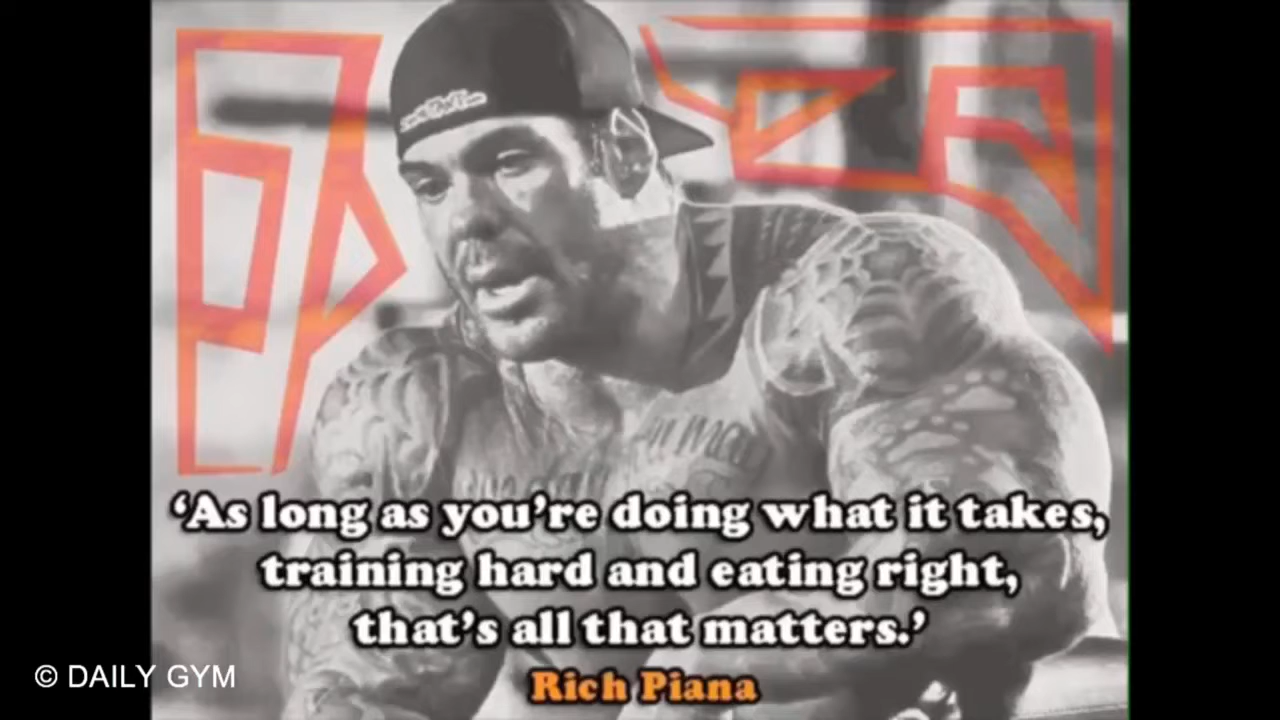 ‘As long as you’re doing what it takes,
training hard and eating right,
that’s all that matters.’
Rich Piana
© DAILY GYM